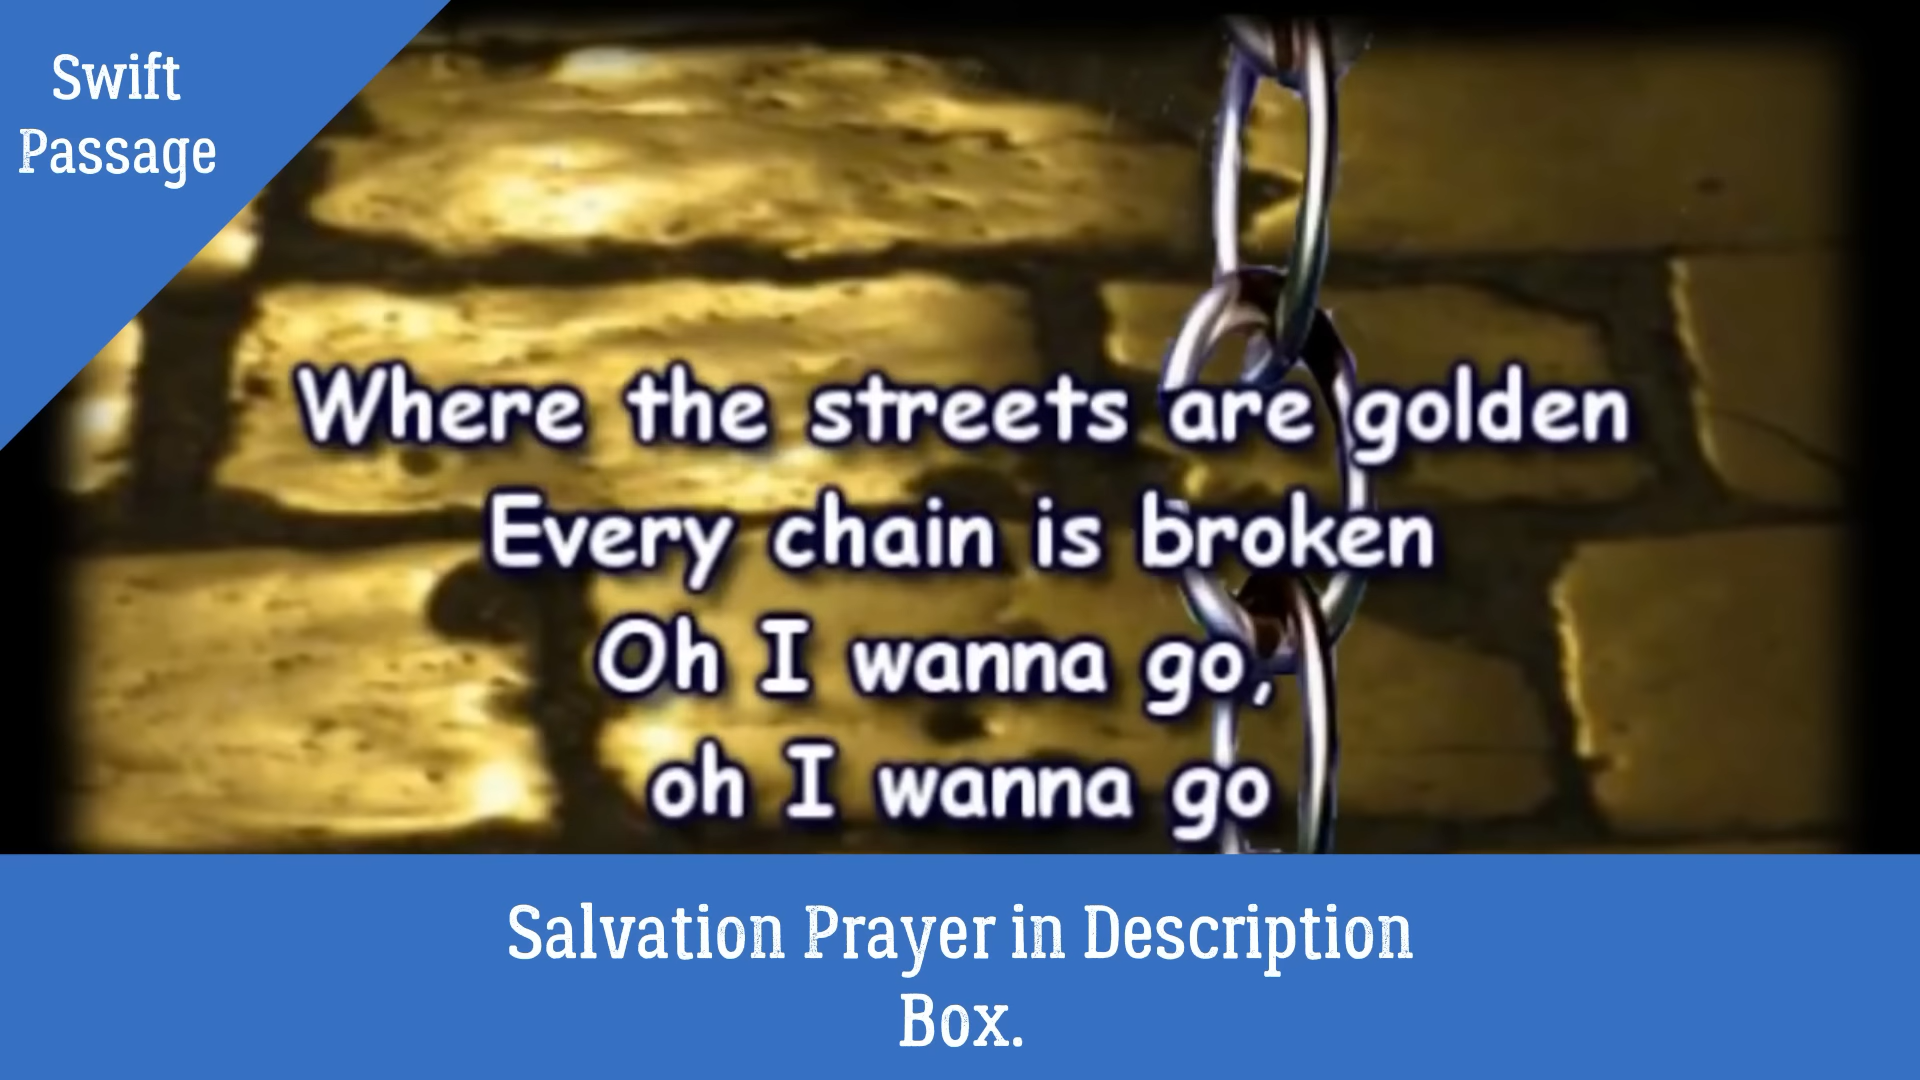 Swift
Passage
Where the streets are golden
Every chain is broken
Oh I wanna go,
oh I wanna go
Salvation Prayer in Description
Box.